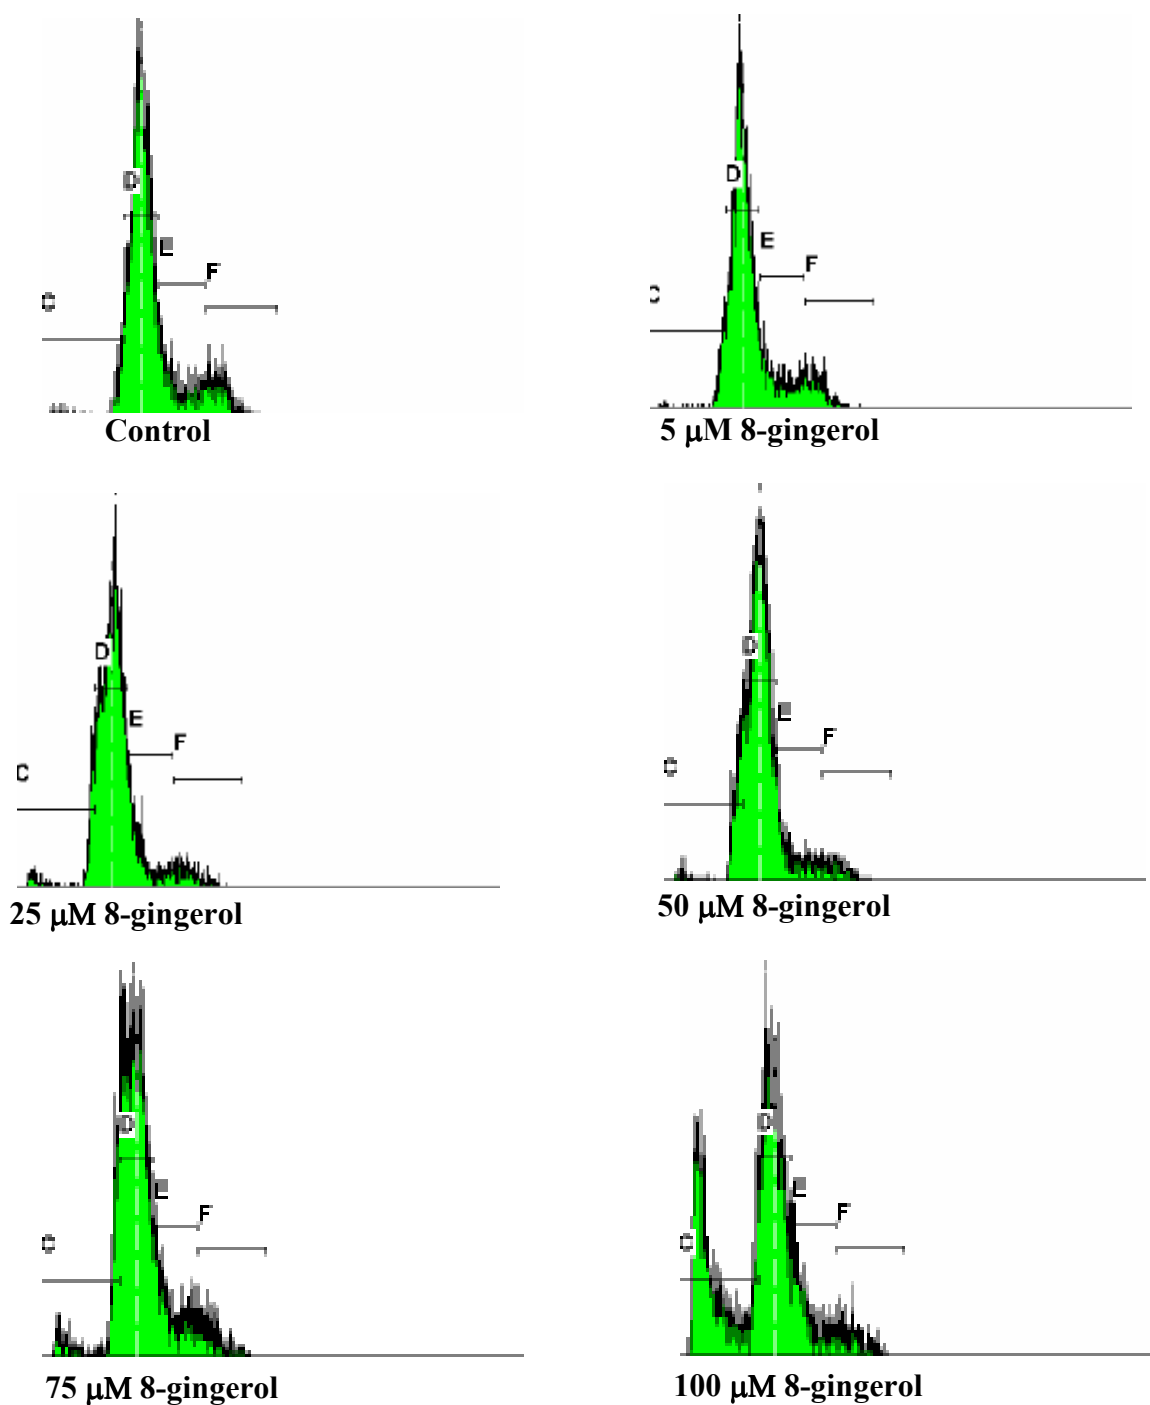 D
E
F
C
Control
D
E
F
C
5 μM 8-gingerol
D
E
F
C
25 μM 8-gingerol
D
E
F
C
50 μM 8-gingerol
D
E
F
C
75 μM 8-gingerol
D
E
F
C
100 μM 8-gingerol